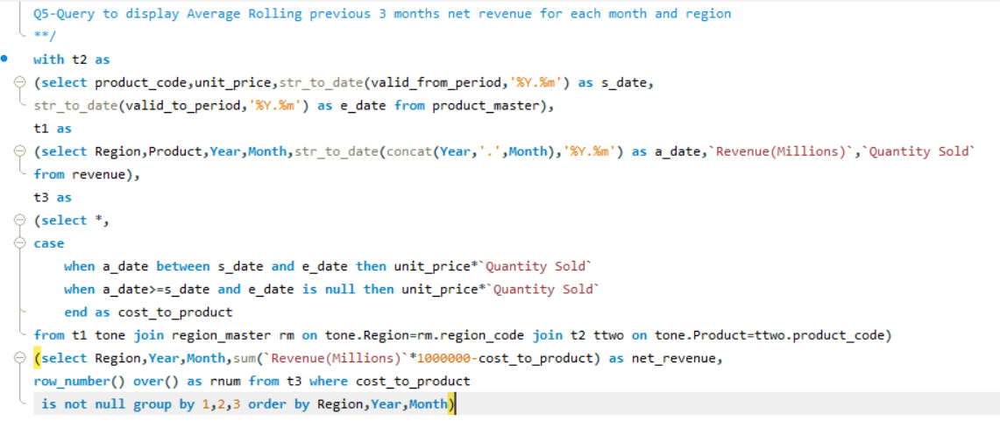 Q5-Query to display Average Rolling previous 3 months net revenue for each month and region
**/
with t2 as
(select product_code,unit_price,str_to_date(valid_from_period,'%Y.%m') as s_date,
str_to_date(valid_to_period,'%Y.%m') as e_date from product_master),
t1 as
(select Region,Product,Year,Month,str_to_date(concat(Year,'.',Month),'%Y.%m') as a_date,`Revenue(Millions)`,`Quantity Sold`
from revenue),
t3 as
(select *,
case
when a_date between s_date and e_date then unit_price*`Quantity Sold`
when a_date>=s_date and e_date is null then unit_price*`Quantity Sold`
end as cost_to_product
from t1 tone join region_master rm on tone.Region=rm.region_code join t2 ttwo on tone.Product=ttwo.product_code)
(select Region,Year,Month,sum(`Revenue(Millions)`*1000000-cost_to_product) as net_revenue,
row_number() over() as rnum from t3 where cost_to_product
is not null group by 1,2,3 order by Region,Year,Month)